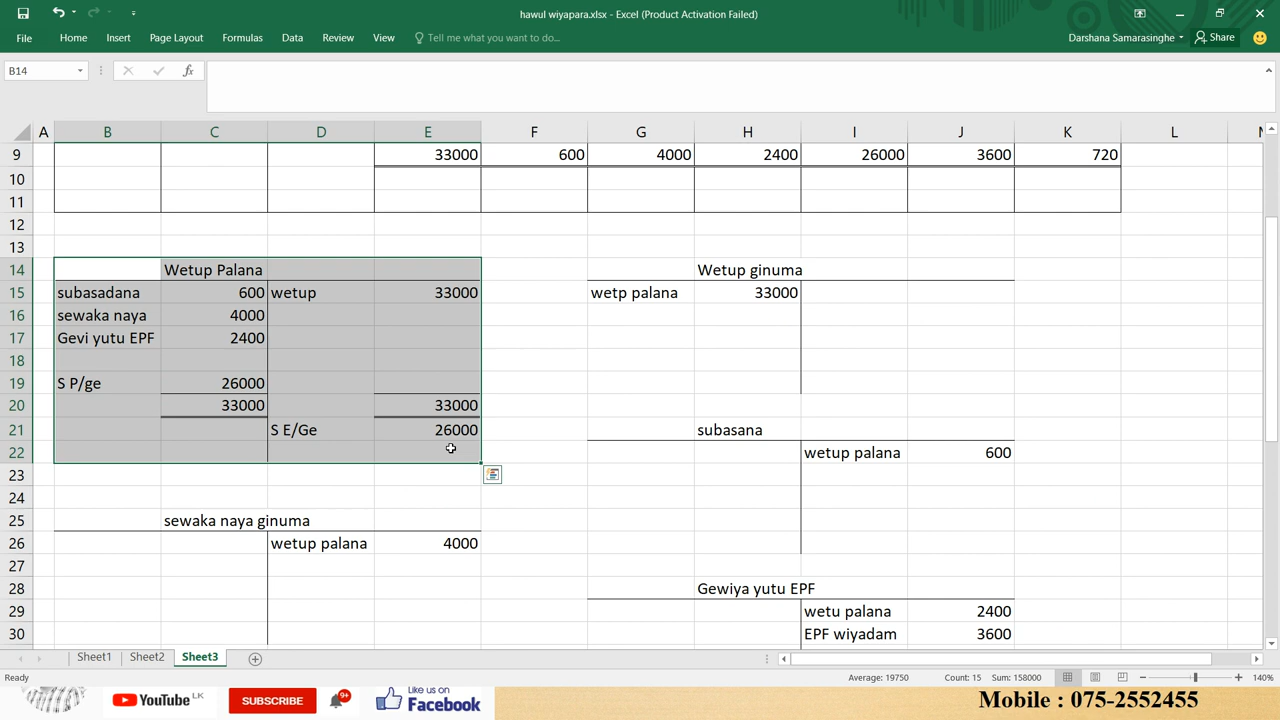 hawul wiyapara.xlsx - Excel (Product Activation Failed)
File Home Insert Page Layout Formulas Data Review View Tell me what you want to do... Darshana Samarasinghe Share
B14 fx
A B C D E F G H I J K L
9 33000 600 4000 2400 26000 3600 720
10
11
12
13
14 Wetup Palana Wetup ginuma
15 subasadana 600 wetup 33000 wetp palana 33000
16 sewaka naya 4000
17 Gevi yutu EPF 2400
18
19 S P/ge 26000
20 33000 33000
21 S E/Ge 26000 subasana
22 wetup palana 600
23
24
25 sewaka naya ginuma
26 wetup palana 4000
27
28 Gewiya yutu EPF
29 wetu palana 2400
30 EPF wiyadam 3600
Sheet1 Sheet2 Sheet3
Ready Average: 19750 Count: 15 Sum: 158000 140%
YouTube LK SUBSCRIBE 9+ Like us on Facebook Mobile : 075-2552455